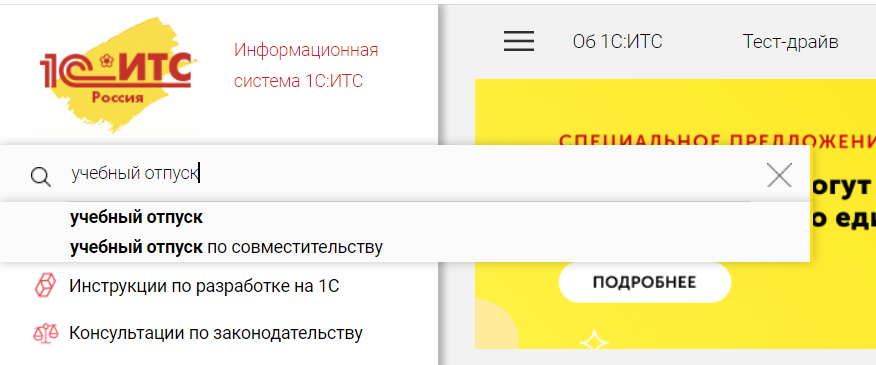 1С ИТС
Россия
Информационная
система 1С:ИТС
Об 1С:ИТС
Тест-драйв
СПЕЦИАЛЬНОЕ ПРЕДЛОЖЕНИ
учебный отпуск
огут
о еди
учебный отпуск
учебный отпуск по совместительству
ПОДРОБНЕЕ
Инструкции по разработке на 1С
Консультации по законодательству